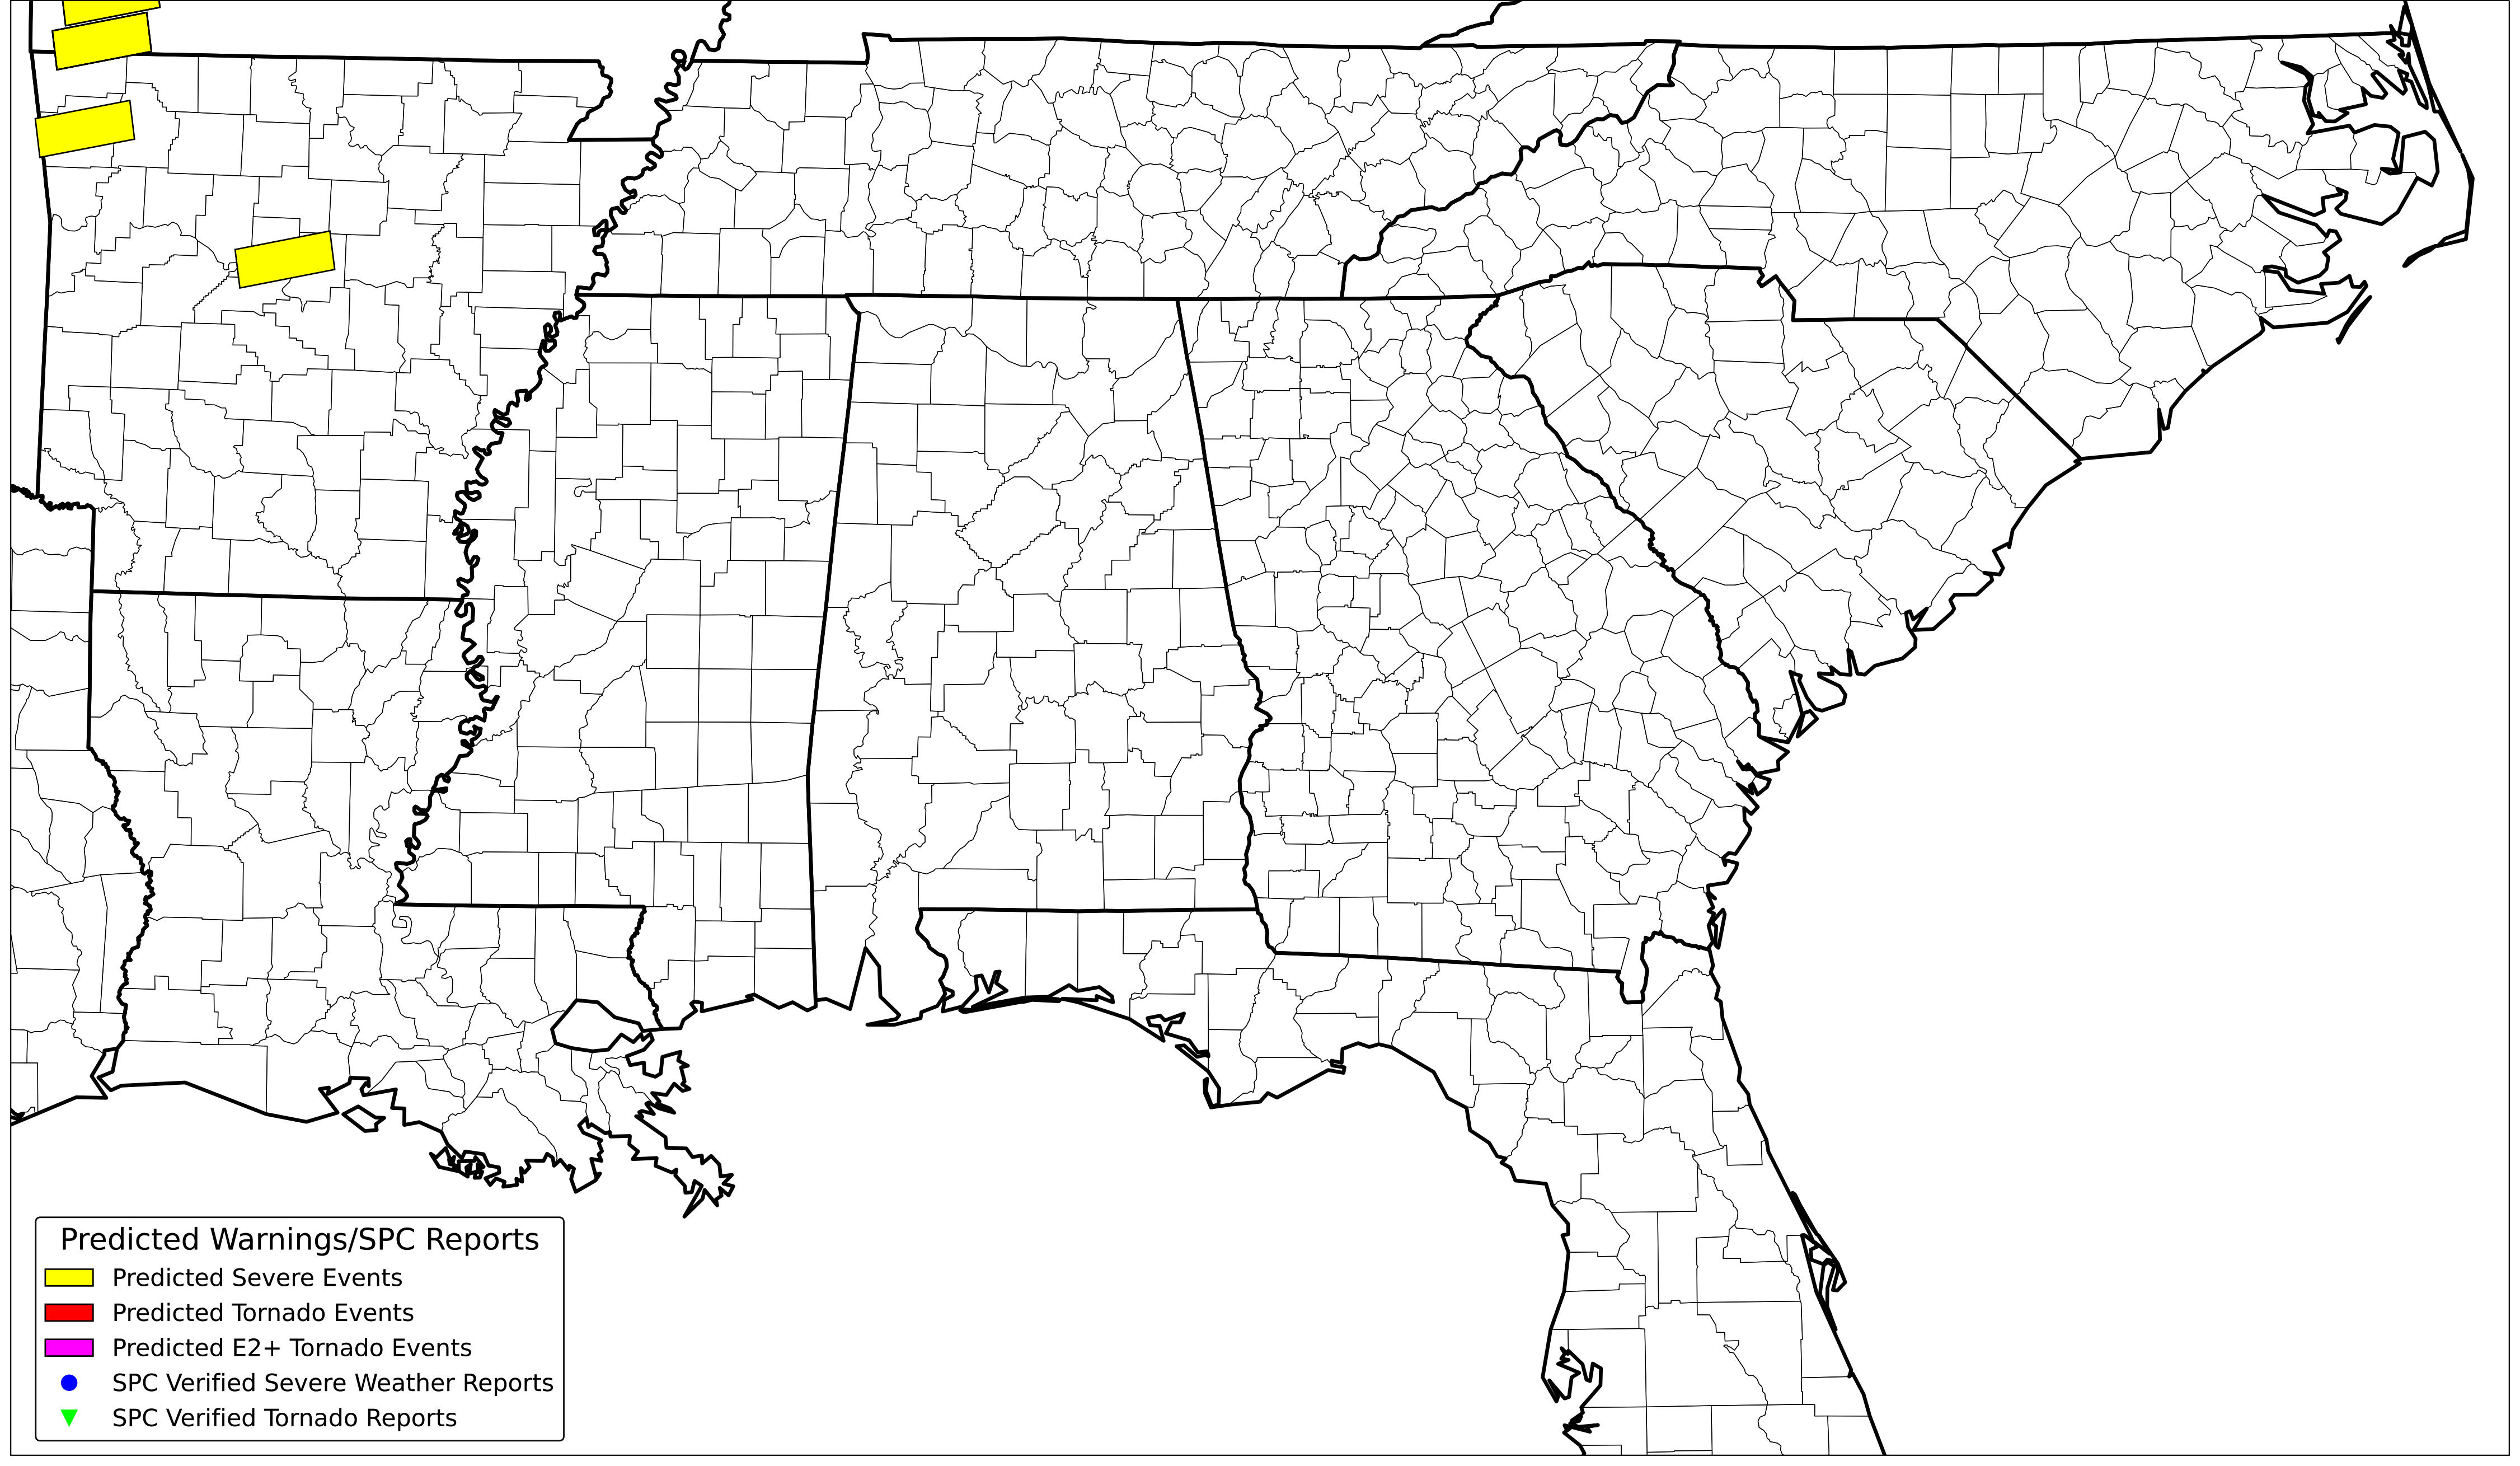 Predicted Warnings/SPC Reports
Predicted Severe Events
Predicted Tornado Events
Predicted E2+ Tornado Events
SPC Verified Severe Weather Reports
SPC Verified Tornado Reports